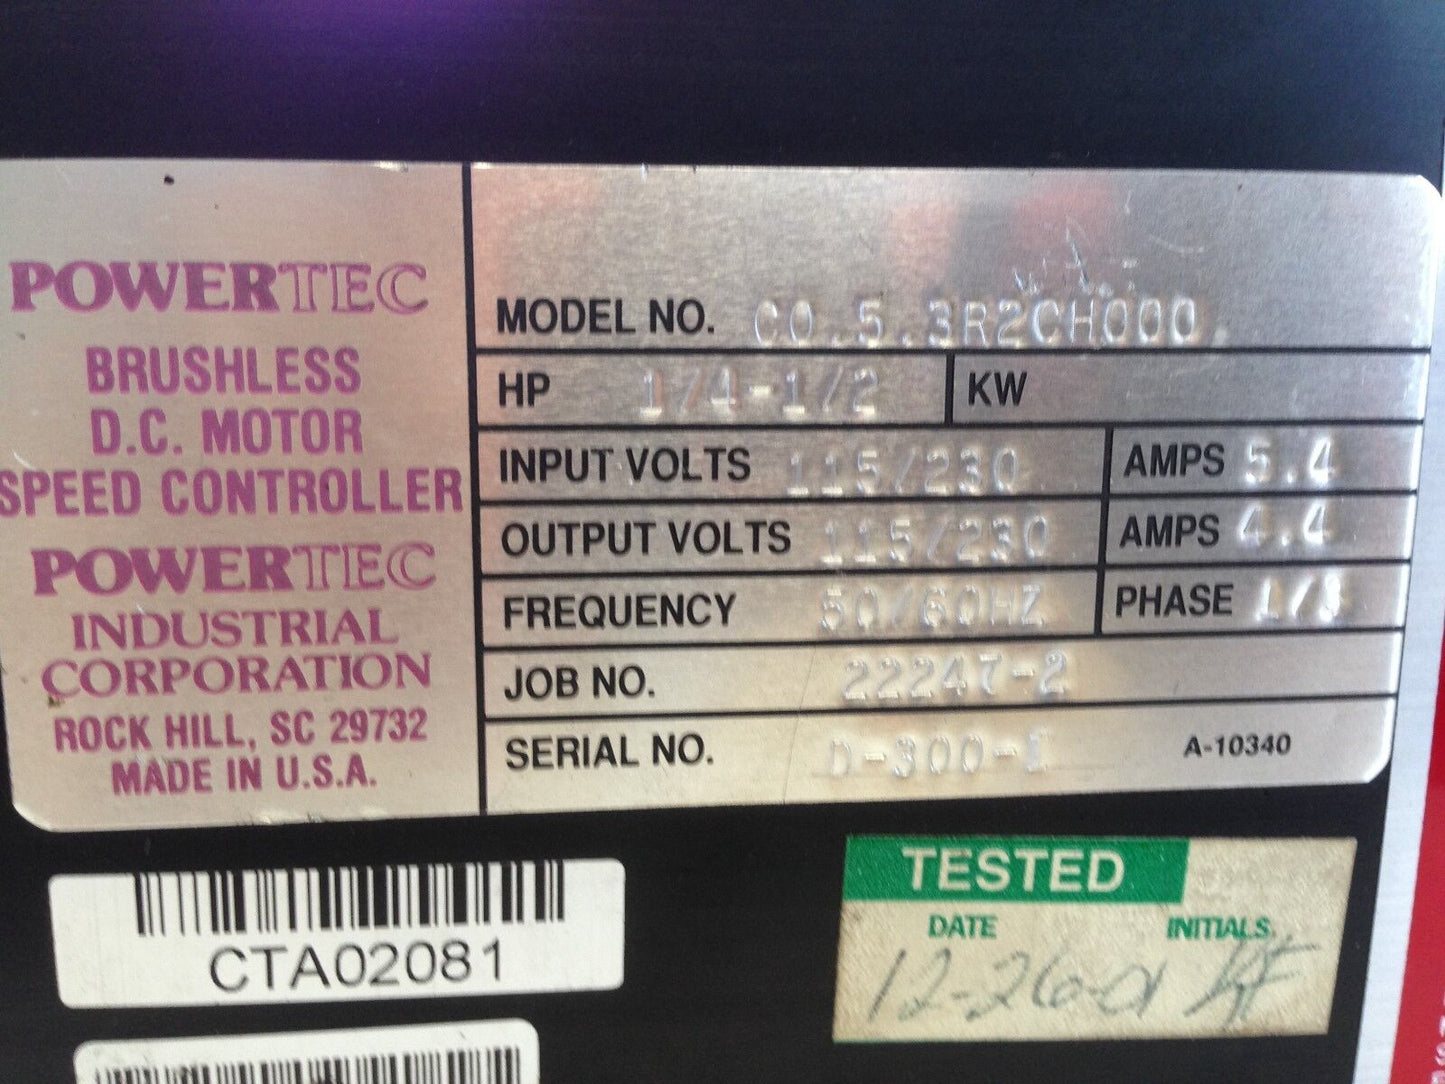 POWERTEC
BRUSHLESS
D.C. MOTOR
SPEED CONTROLLER
POWERTEC
INDUSTRIAL
CORPORATION
ROCK HILL, SC 29732
MADE IN U.S.A.
MODEL NO. CO.5.3R2CH000
HP 1/4-1/2 KW
INPUT VOLTS 115/230 AMPS 5.4
OUTPUT VOLTS 115/230 AMPS 4.4
FREQUENCY 50/60HZ PHASE 1/3
JOB NO. 22247-2
SERIAL NO. D-300-I A-10340
CTA02081
TESTED
DATE INITIALS
12-26-01